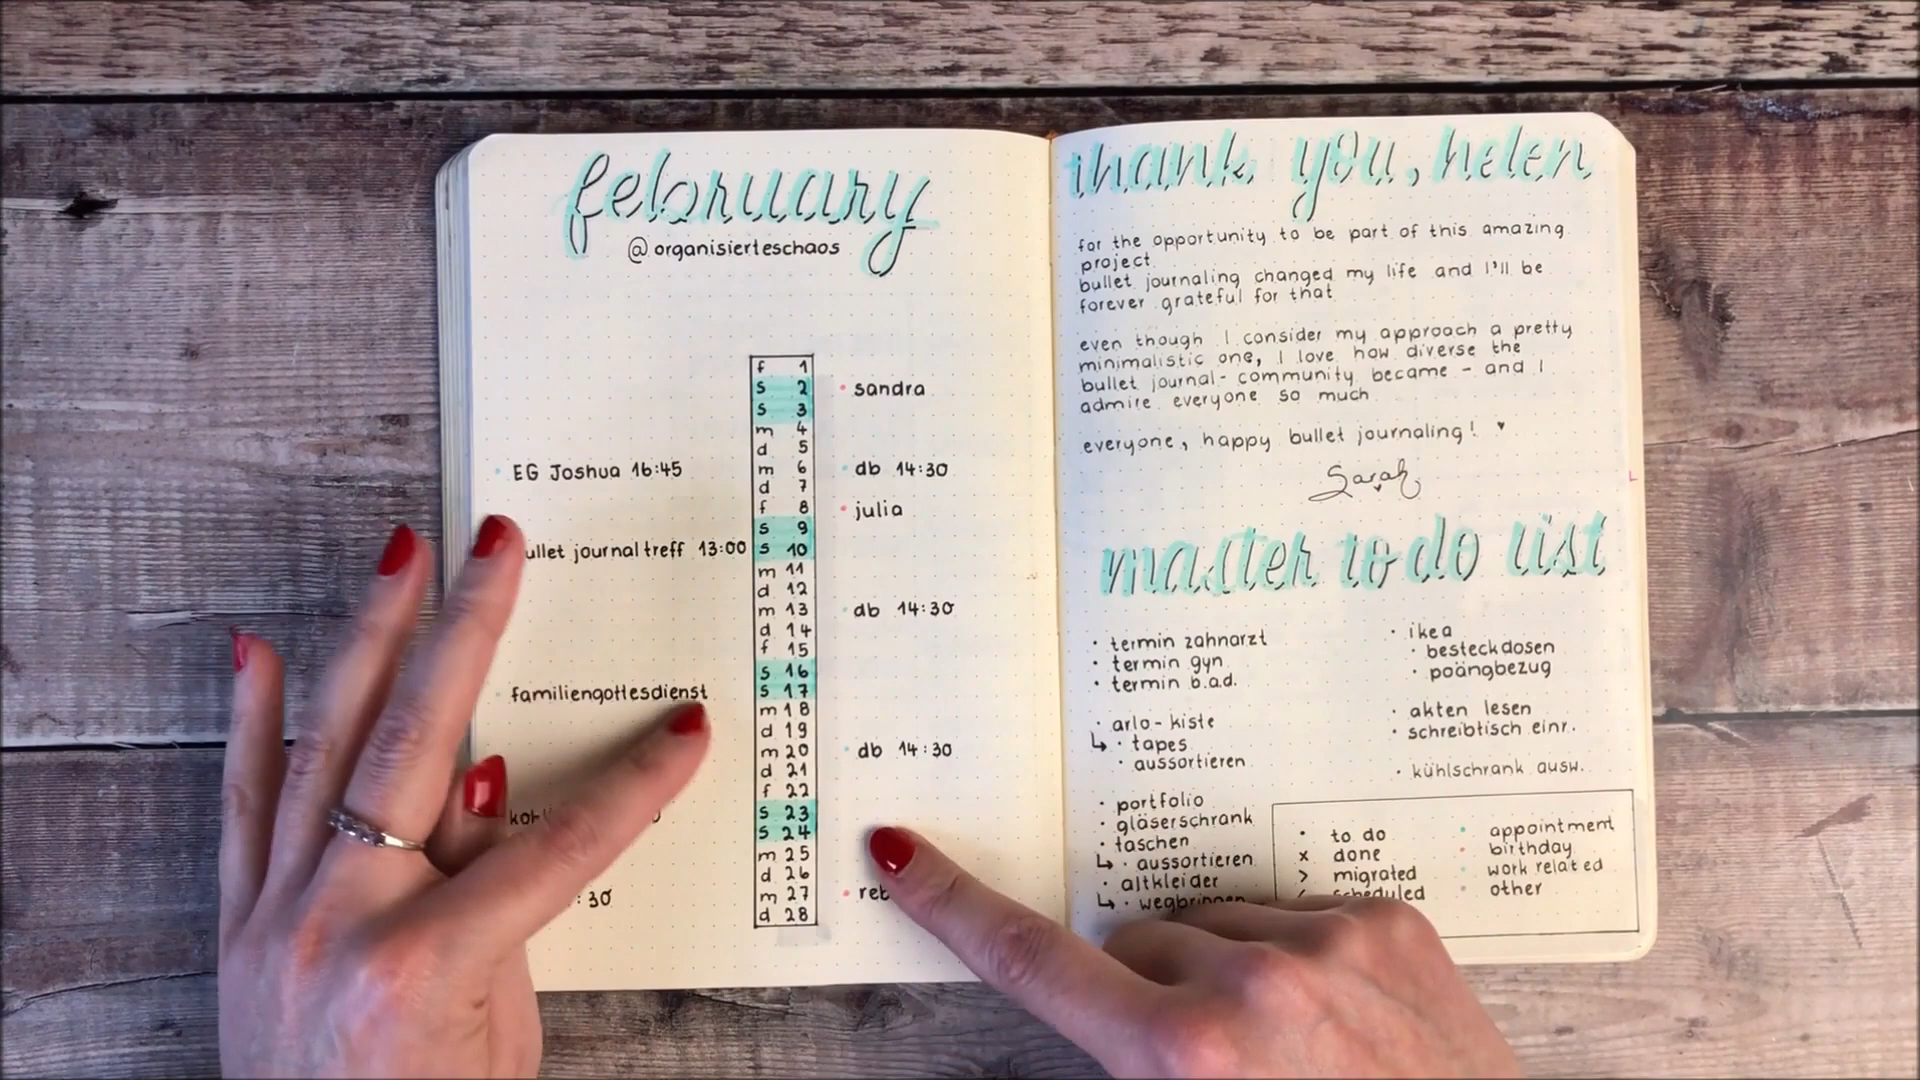 february
@organisierteschaos
f 1
s 2 • sandra
s 3
m 4
d 5
• EG Joshua 16:45 m 6 • db 14:30
d 7
f 8 • julia
s 9
journal treff 13:00 s 10
m 11
d 12
m 13 • db 14:30
d 14
f 15
s 16
• familiengottesdienst s 17
m 18
d 19
m 20 • db 14:30
d 21
f 22
s 23
s 24
m 25
d 26
m 27 •
d 28
thank you, helen
for the opportunity to be part of this amazing
project
bullet journaling changed my life and I'll be
forever grateful for that
even though I consider my approach a pretty
minimalistic one, I love how diverse the
bullet journal-community became - and I
admire everyone so much
everyone, happy bullet journaling! ♥
Sarah
master to do list
• termin zahnarzt
• termin gyn
• termin b.a.d.
• arlo-kiste
↳ • tapes
• aussortieren
• portfolio
• gläserschrank
• taschen
↳ • aussortieren
• altkleider
↳ • wegbringen
• ikea
• besteckdosen
• poängbezug
• akten lesen
• schreibtisch einr.
• kühlschrank ausw.
• to do
x done
> migrated
scheduled
• appointment
• birthday
• work related
• other